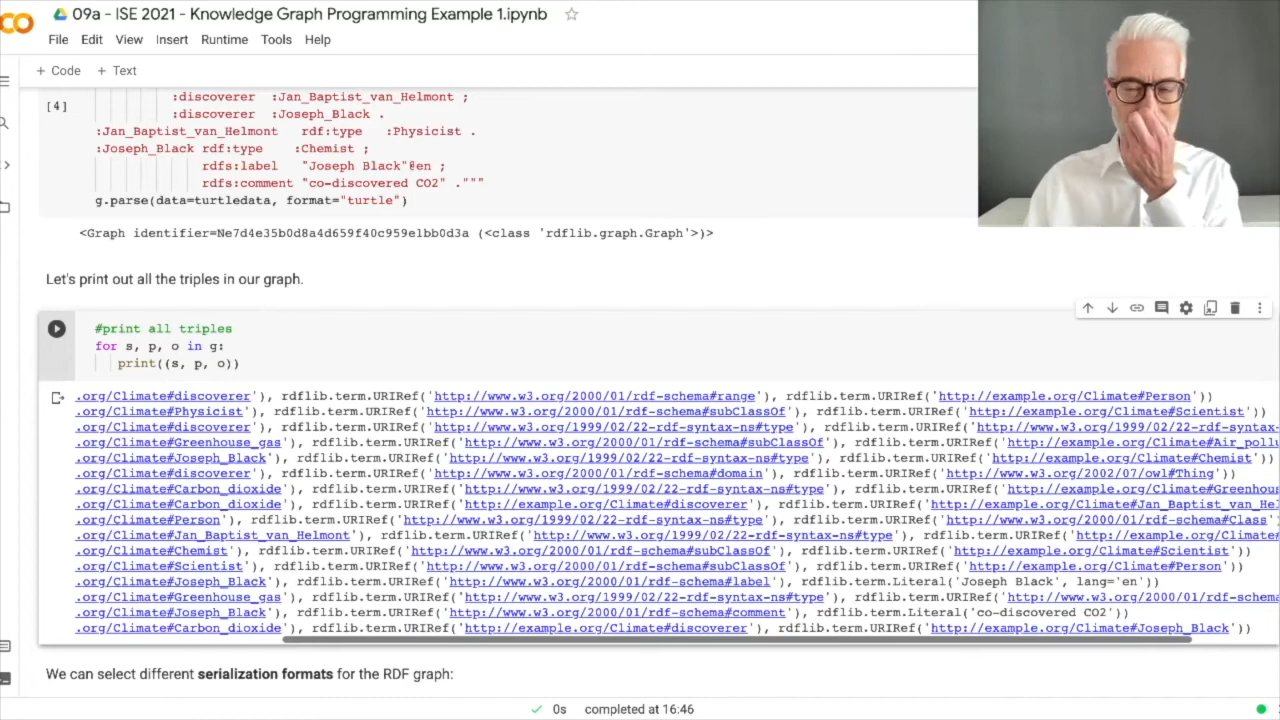 09a - ISE 2021 - Knowledge Graph Programming Example 1.ipynb
File Edit View Insert Runtime Tools Help
+ Code + Text
[4] :discoverer :Jan_Baptist_van_Helmont ;
:discoverer :Joseph_Black .
:Jan_Baptist_van_Helmont rdf:type :Physicist .
:Joseph_Black rdf:type :Chemist ;
rdfs:label "Joseph Black"@en ;
rdfs:comment "co-discovered CO2" ."""
g.parse(data=turtledata, format="turtle")
<Graph identifier=Ne7d4e35b0d8a4d659f40c959e1bb0d3a (<class 'rdflib.graph.Graph'>)>
Let's print out all the triples in our graph.
#print all triples
for s, p, o in g:
print((s, p, o))
.org/Climate#discoverer'), rdflib.term.URIRef('http://www.w3.org/2000/01/rdf-schema#range'), rdflib.term.URIRef('http://example.org/Climate#Person'))
.org/Climate#Physicist'), rdflib.term.URIRef('http://www.w3.org/2000/01/rdf-schema#subClassOf'), rdflib.term.URIRef('http://example.org/Climate#Scientist')
.org/Climate#discoverer'), rdflib.term.URIRef('http://www.w3.org/1999/02/22-rdf-syntax-ns#type'), rdflib.term.URIRef('http://www.w3.org/1999/02/22-rdf-syntax-
.org/Climate#Greenhouse_gas'), rdflib.term.URIRef('http://www.w3.org/2000/01/rdf-schema#subClassOf'), rdflib.term.URIRef('http://example.org/Climate#Air_pollu
.org/Climate#Joseph_Black'), rdflib.term.URIRef('http://www.w3.org/1999/02/22-rdf-syntax-ns#type'), rdflib.term.URIRef('http://example.org/Climate#Chemist'))
.org/Climate#discoverer'), rdflib.term.URIRef('http://www.w3.org/2000/01/rdf-schema#domain'), rdflib.term.URIRef('http://www.w3.org/2002/07/owl#Thing'))
.org/Climate#Carbon_dioxide'), rdflib.term.URIRef('http://www.w3.org/1999/02/22-rdf-syntax-ns#type'), rdflib.term.URIRef('http://example.org/Climate#Greenhous
.org/Climate#Carbon_dioxide'), rdflib.term.URIRef('http://example.org/Climate#discoverer'), rdflib.term.URIRef('http://example.org/Climate#Jan_Baptist_van_Hel
.org/Climate#Person'), rdflib.term.URIRef('http://www.w3.org/1999/02/22-rdf-syntax-ns#type'), rdflib.term.URIRef('http://www.w3.org/2000/01/rdf-schema#Class'
.org/Climate#Jan_Baptist_van_Helmont'), rdflib.term.URIRef('http://www.w3.org/1999/02/22-rdf-syntax-ns#type'), rdflib.term.URIRef('http://example.org/Climate#
.org/Climate#Chemist'), rdflib.term.URIRef('http://www.w3.org/2000/01/rdf-schema#subClassOf'), rdflib.term.URIRef('http://example.org/Climate#Scientist'))
.org/Climate#Scientist'), rdflib.term.URIRef('http://www.w3.org/2000/01/rdf-schema#subClassOf'), rdflib.term.URIRef('http://example.org/Climate#Person'))
.org/Climate#Joseph_Black'), rdflib.term.URIRef('http://www.w3.org/2000/01/rdf-schema#label'), rdflib.term.Literal('Joseph Black', lang='en'))
.org/Climate#Greenhouse_gas'), rdflib.term.URIRef('http://www.w3.org/1999/02/22-rdf-syntax-ns#type'), rdflib.term.URIRef('http://www.w3.org/2000/01/rdf-schema
.org/Climate#Joseph_Black'), rdflib.term.URIRef('http://www.w3.org/2000/01/rdf-schema#comment'), rdflib.term.Literal('co-discovered CO2'))
.org/Climate#Carbon_dioxide'), rdflib.term.URIRef('http://example.org/Climate#discoverer'), rdflib.term.URIRef('http://example.org/Climate#Joseph_Black'))
We can select different serialization formats for the RDF graph:
0s completed at 16:46